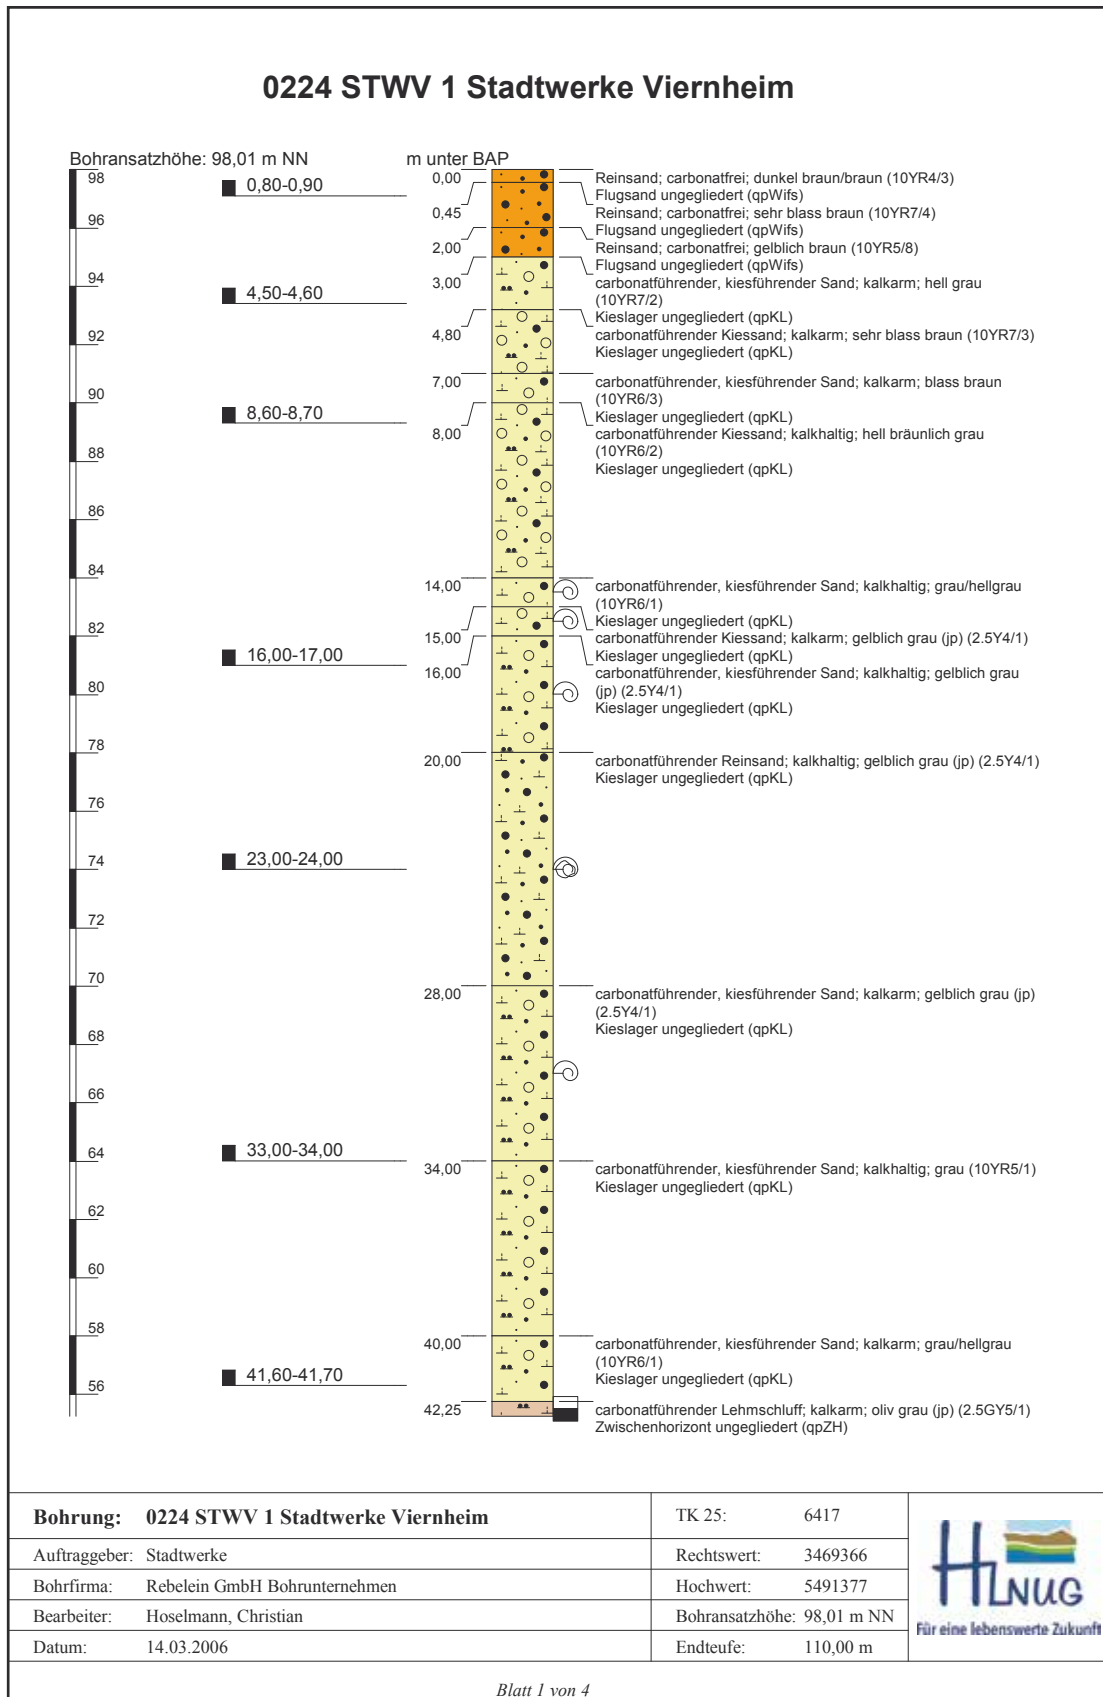 0224 STWV 1 Stadtwerke Viernheim
Bohransatzhöhe: 98,01 m NN
m unter BAP
98
96
94
92
90
88
86
84
82
80
78
76
74
72
70
68
66
64
62
60
58
56
0,80-0,90
4,50-4,60
8,60-8,70
16,00-17,00
23,00-24,00
33,00-34,00
41,60-41,70
0,00
Reinsand; carbonatfrei; dunkel braun/braun (10YR4/3)
Flugsand ungegliedert (qpWifs)
0,45
Reinsand; carbonatfrei; sehr blass braun (10YR7/4)
Flugsand ungegliedert (qpWifs)
2,00
Reinsand; carbonatfrei; gelblich braun (10YR5/8)
Flugsand ungegliedert (qpWifs)
3,00
carbonatführender, kiesführender Sand; kalkarm; hell grau
(10YR7/2)
Kieslager ungegliedert (qpKL)
4,80
carbonatführender Kiessand; kalkarm; sehr blass braun (10YR7/3)
Kieslager ungegliedert (qpKL)
7,00
carbonatführender, kiesführender Sand; kalkarm; blass braun
(10YR6/3)
Kieslager ungegliedert (qpKL)
8,00
carbonatführender Kiessand; kalkhaltig; hell bräunlich grau
(10YR6/2)
Kieslager ungegliedert (qpKL)
14,00
carbonatführender, kiesführender Sand; kalkhaltig; grau/hellgrau
(10YR6/1)
Kieslager ungegliedert (qpKL)
15,00
carbonatführender Kiessand; kalkarm; gelblich grau (jp) (2.5Y4/1)
Kieslager ungegliedert (qpKL)
16,00
carbonatführender, kiesführender Sand; kalkhaltig; gelblich grau
(jp) (2.5Y4/1)
Kieslager ungegliedert (qpKL)
20,00
carbonatführender Reinsand; kalkhaltig; gelblich grau (jp) (2.5Y4/1)
Kieslager ungegliedert (qpKL)
28,00
carbonatführender, kiesführender Sand; kalkarm; gelblich grau (jp)
(2.5Y4/1)
Kieslager ungegliedert (qpKL)
34,00
carbonatführender, kiesführender Sand; kalkhaltig; grau (10YR5/1)
Kieslager ungegliedert (qpKL)
40,00
carbonatführender, kiesführender Sand; kalkarm; grau/hellgrau
(10YR6/1)
Kieslager ungegliedert (qpKL)
42,25
carbonatführender Lehmschluff; kalkarm; oliv grau (jp) (2.5GY5/1)
Zwischenhorizont ungegliedert (qpZH)
Bohrung: 0224 STWV 1 Stadtwerke Viernheim
Auftraggeber: Stadtwerke
Bohrfirma: Rebelein GmbH Bohrunternehmen
Bearbeiter: Hoselmann, Christian
Datum: 14.03.2006
TK 25: 6417
Rechtswert: 3469366
Hochwert: 5491377
Bohransatzhöhe: 98,01 m NN
Endteufe: 110,00 m
HLNUG
Für eine lebenswerte Zukunft
Blatt 1 von 4